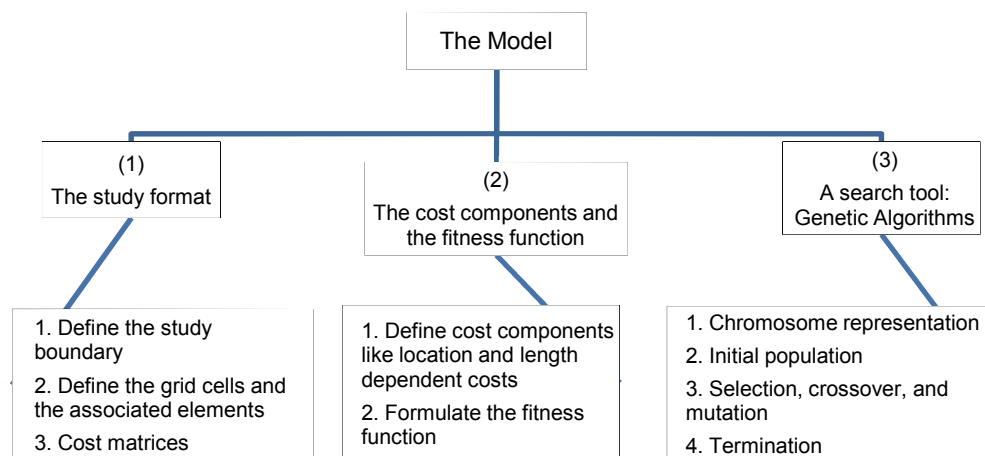 The Model
(1)
The study format
(2)
The cost components and
the fitness function
(3)
A search tool:
Genetic Algorithms
1. Define the study
boundary
2. Define the grid cells and
the associated elements
3. Cost matrices
1. Define cost components
like location and length
dependent costs
2. Formulate the fitness
function
1. Chromosome representation
2. Initial population
3. Selection, crossover, and
mutation
4. Termination